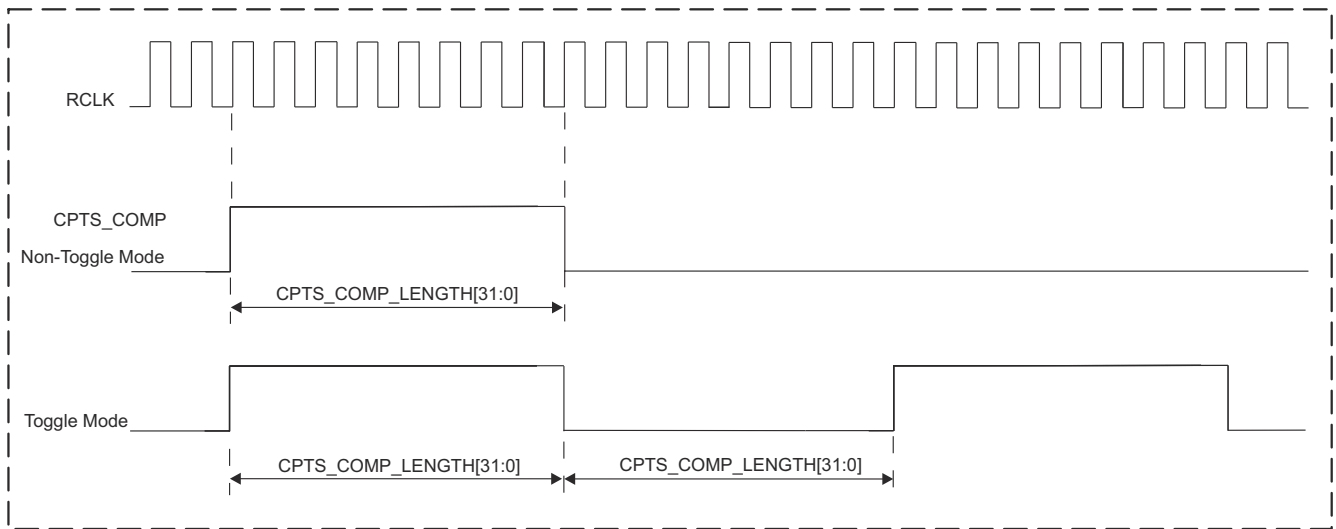 RCLK
CPTS_COMP
Non-Toggle Mode
CPTS_COMP_LENGTH[31:0]
Toggle Mode
CPTS_COMP_LENGTH[31:0]
CPTS_COMP_LENGTH[31:0]